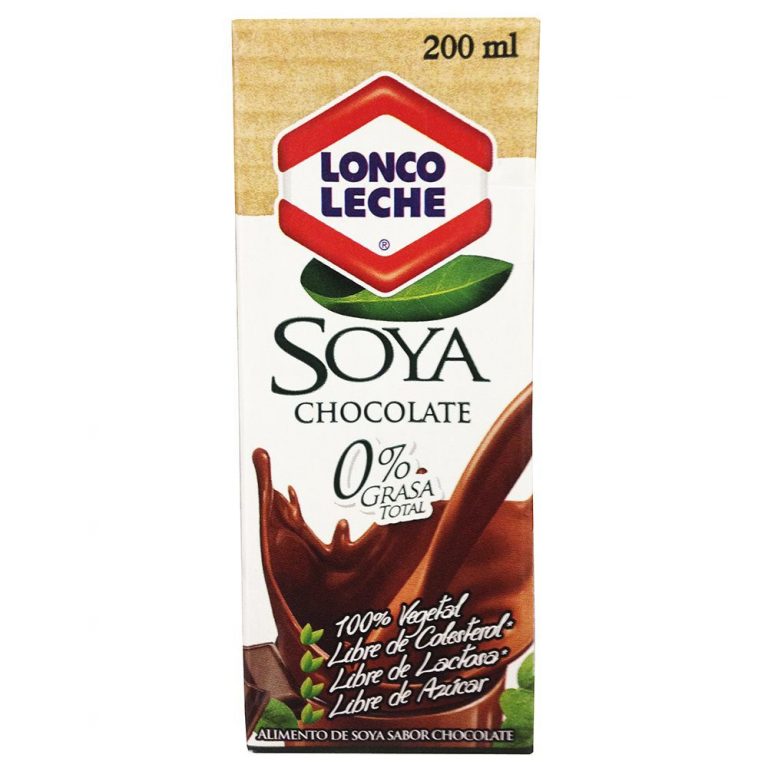 200 ml
LONCO
LECHE
®
SOYA
CHOCOLATE
0%
GRASA
TOTAL
100% Vegetal
Libre de Colesterol*
Libre de Lactosa*
Libre de Azúcar
ALIMENTO DE SOYA SABOR CHOCOLATE